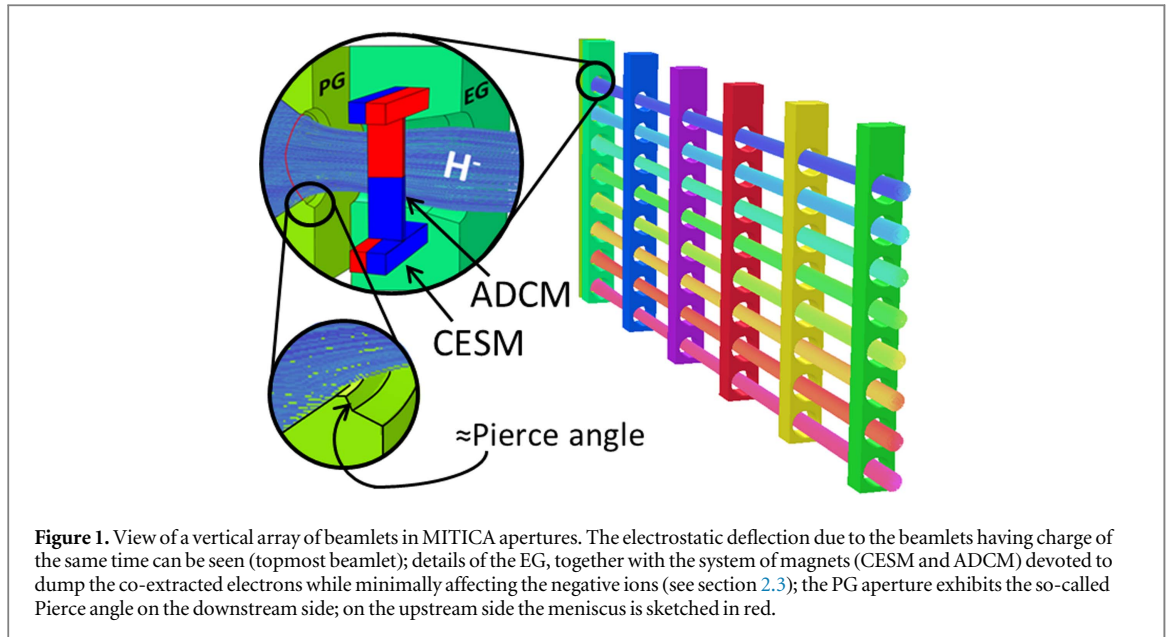 PG
EG
H-
ADCM
CESM
≈Pierce angle
Figure 1. View of a vertical array of beamlets in MITICA apertures. The electrostatic deflection due to the beamlets having charge of
the same time can be seen (topmost beamlet); details of the EG, together with the system of magnets (CESM and ADCM) devoted to
dump the co-extracted electrons while minimally affecting the negative ions (see section 2.3); the PG aperture exhibits the so-called
Pierce angle on the downstream side; on the upstream side the meniscus is sketched in red.